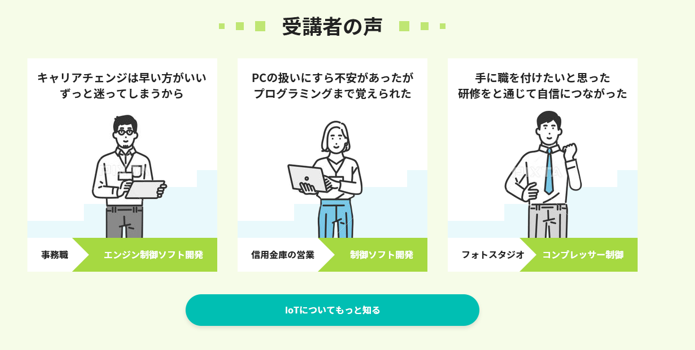 受講者の声
キャリアチェンジは早い方がいい
ずっと迷ってしまうから
事務職
エンジン制御ソフト開発
PCの扱いにすら不安があったが
プログラミングまで覚えられた
信用金庫の営業
制御ソフト開発
手に職を付けたいと思った
研修をと通じて自信につながった
フォトスタジオ
コンプレッサー制御
IoTについてもっと知る